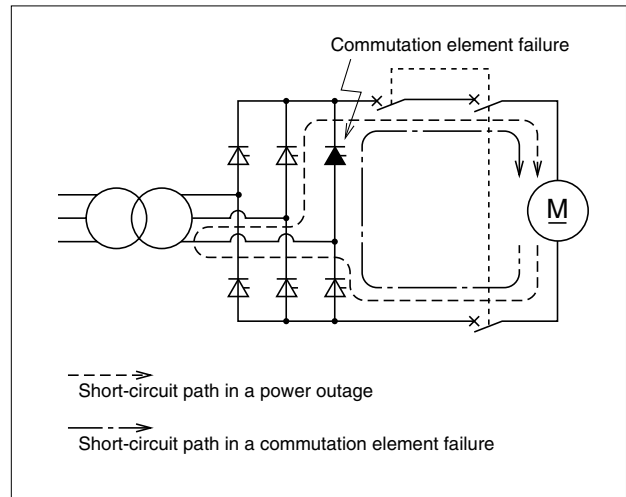 Commutation element failure
M
Short-circuit path in a power outage
Short-circuit path in a commutation element failure